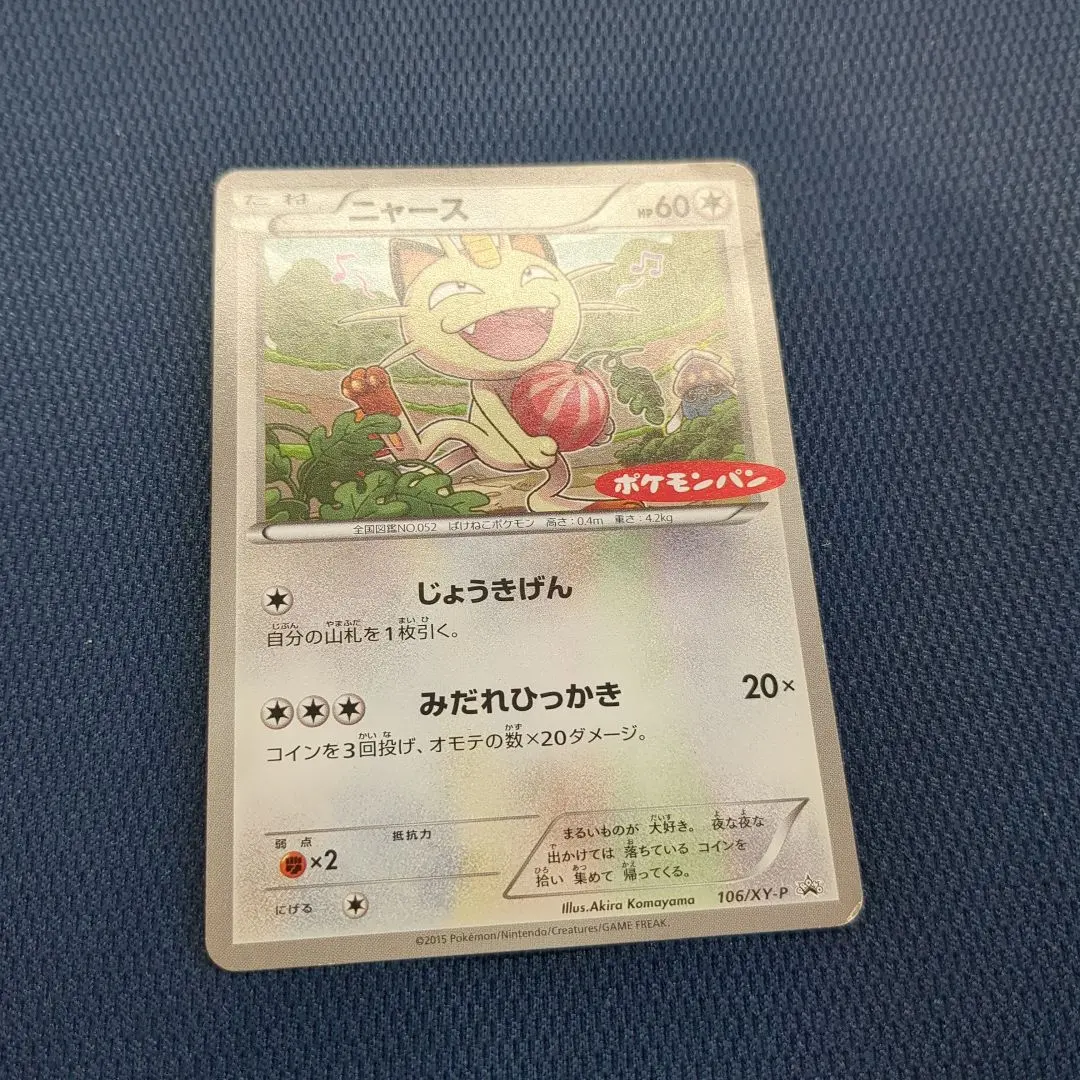 たね
ニャース
HP60
ポケモンパン
全国図鑑NO.052 ばけねこポケモン 高さ:0.4m 重さ:4.2kg
じょうきげん
自分の山札を1枚引く。
みだれひっかき
20×
コインを3回投げ、オモテの数×20ダメージ。
弱点
抵抗力
×2
にげる
まるいものが 大好き。 夜な夜な
出かけては 落ちている コインを
拾い 集めて 帰ってくる。
Illus.Akira Komayama
106/XY-P
©2015 Pokémon/Nintendo/Creatures/GAME FREAK.